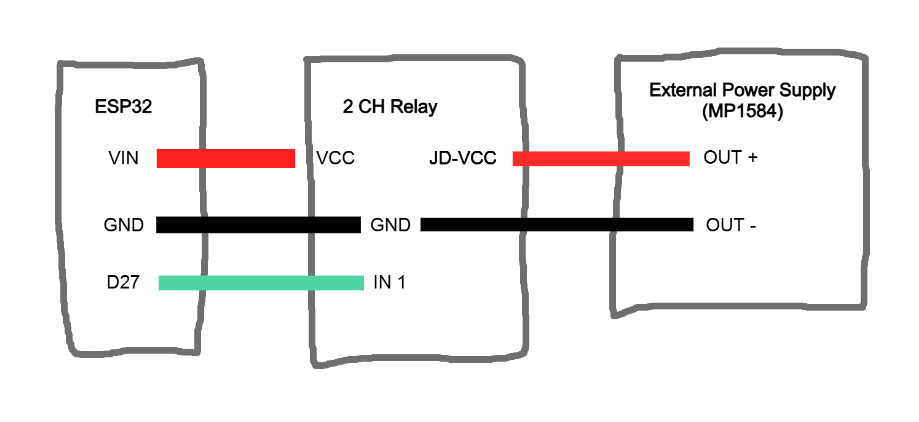 ESP32
2 CH Relay
External Power Supply
(MP1584)
VIN
VCC
JD-VCC
OUT +
GND
GND
OUT -
D27
IN 1